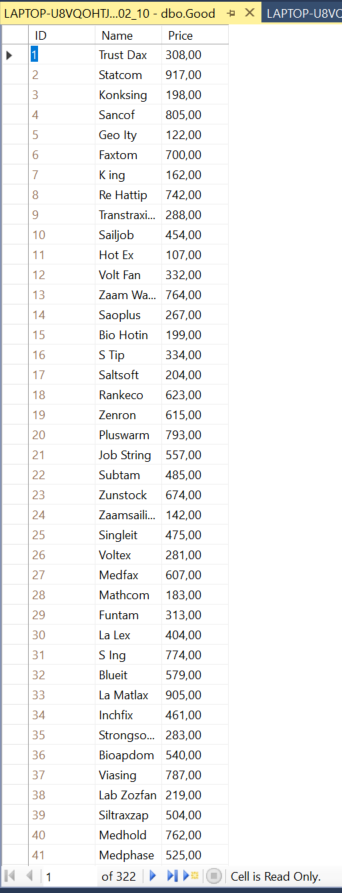 LAPTOP-U8VQOHTJ...02_10 - dbo.Good LAPTOP-U8VQ
ID Name Price
1 Trust Dax 308,00
2 Statcom 917,00
3 Konksing 198,00
4 Sancof 805,00
5 Geo Ity 122,00
6 Faxtom 700,00
7 K ing 162,00
8 Re Hattip 742,00
9 Transtraxi... 288,00
10 Sailjob 454,00
11 Hot Ex 107,00
12 Volt Fan 332,00
13 Zaam Wa... 764,00
14 Saoplus 267,00
15 Bio Hotin 199,00
16 S Tip 334,00
17 Saltsoft 204,00
18 Rankeco 623,00
19 Zenron 615,00
20 Pluswarm 793,00
21 Job String 557,00
22 Subtam 485,00
23 Zunstock 674,00
24 Zaamsaili... 142,00
25 Singleit 475,00
26 Voltex 281,00
27 Medfax 607,00
28 Mathcom 183,00
29 Funtam 313,00
30 La Lex 404,00
31 S Ing 774,00
32 Blueit 579,00
33 La Matlax 905,00
34 Inchfix 461,00
35 Strongso... 283,00
36 Bioapdom 540,00
37 Viasing 787,00
38 Lab Zozfan 219,00
39 Siltraxzap 504,00
40 Medhold 762,00
41 Medphase 525,00
1 of 322 Cell is Read Only.